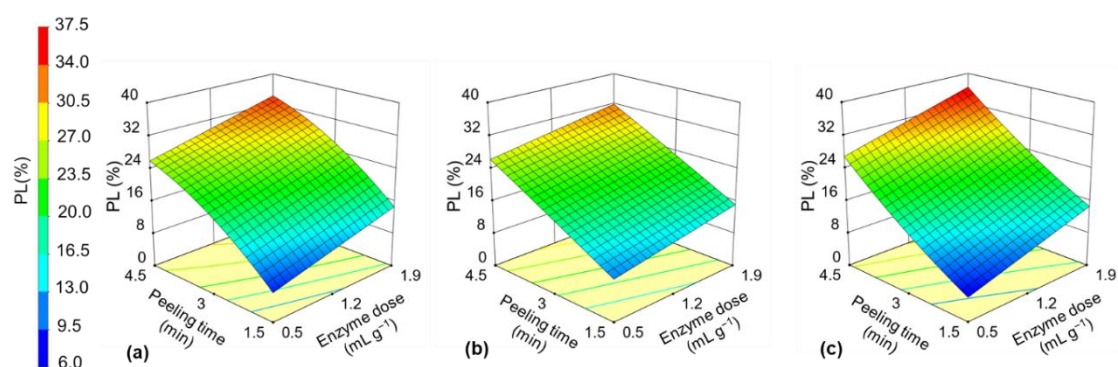 37.5
34.0
30.5
27.0
23.5
20.0
16.5
13.0
9.5
6.0
PL(%)
40
32
24
16
8
0
PL (%)
4.5
3
1.5
Peeling time
(min)
0.5
1.2
1.9
Enzyme dose
(mL g⁻¹)
(a)
40
32
24
16
8
0
PL (%)
4.5
3
1.5
Peeling time
(min)
0.5
1.2
1.9
Enzyme dose
(mL g⁻¹)
(b)
40
32
24
16
8
0
PL (%)
4.5
3
1.5
Peeling time
(min)
0.5
1.2
1.9
Enzyme dose
(mL g⁻¹)
(c)